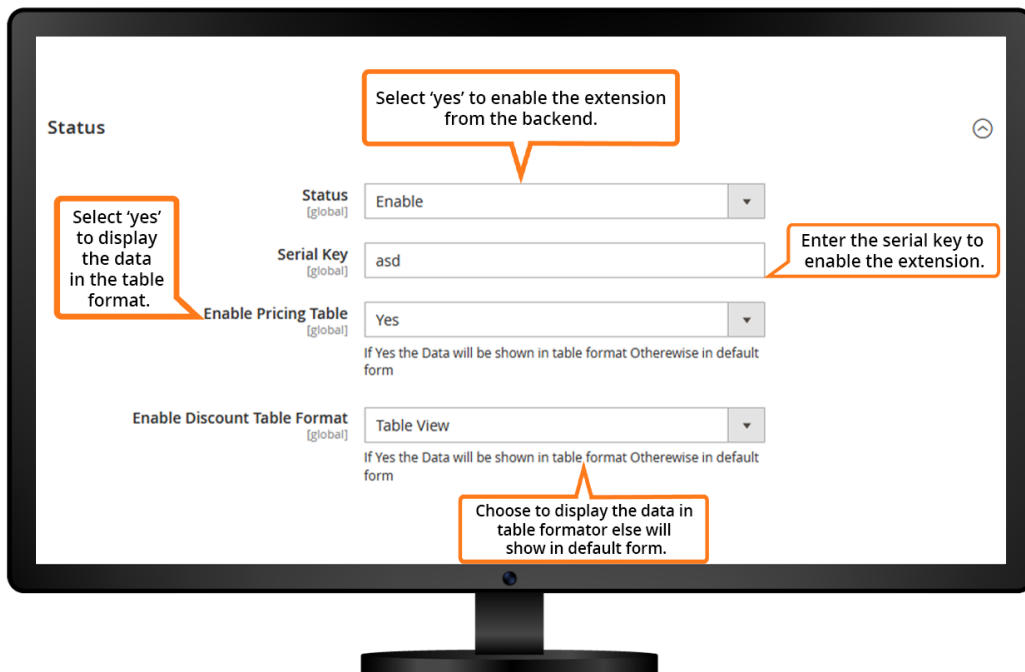 Select ‘yes’ to enable the extension
from the backend.
Status
Status
[global]
Enable
Select ‘yes’
to display
the data
in the table
format.
Serial Key
[global]
asd
Enter the serial key to
enable the extension.
Enable Pricing Table
[global]
Yes
If Yes the Data will be shown in table format Otherewise in default
form
Enable Discount Table Format
[global]
Table View
If Yes the Data will be shown in table format Otherewise in default
form
Choose to display the data in
table formator else will
show in default form.